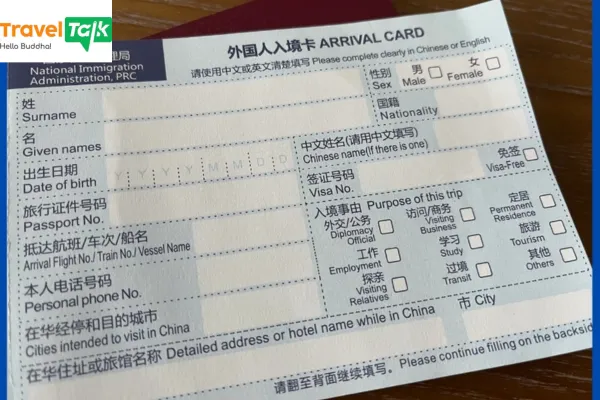 Travel Talk
Hello Buddha!
理局
National Immigration
Administration, PRC
外国人入境卡 ARRIVAL CARD
请使用中文或英文清楚填写 Please complete clearly in Chinese or English
姓
Surname
性别
Sex
男
Male
女
Female
名
Given names
国籍
Nationality
中文姓名(请用中文填写)
Chinese name(If there is one)
出生日期
Date of birth
Y Y Y Y M M D D
签证号码
Visa No.
免签
Visa-Free
旅行证件号码
Passport No.
入境事由 Purpose of this trip
外交/公务
Diplomacy
Official
访问/商务
Visiting
Business
定居
Permanent
Residence
抵达航班/车次/船名
Arrival Flight No./ Train No./ Vessel Name
工作
Employment
学习
Study
旅游
Tourism
本人电话号码
Personal phone No.
探亲
Visiting
Relatives
过境
Transit
其他
Others
在华经停和目的城市
Cities intended to visit in China
市 City
在华住址或旅馆名称 Detailed address or hotel name while in China
请翻至背面继续填写。Please continue filling on the backsid